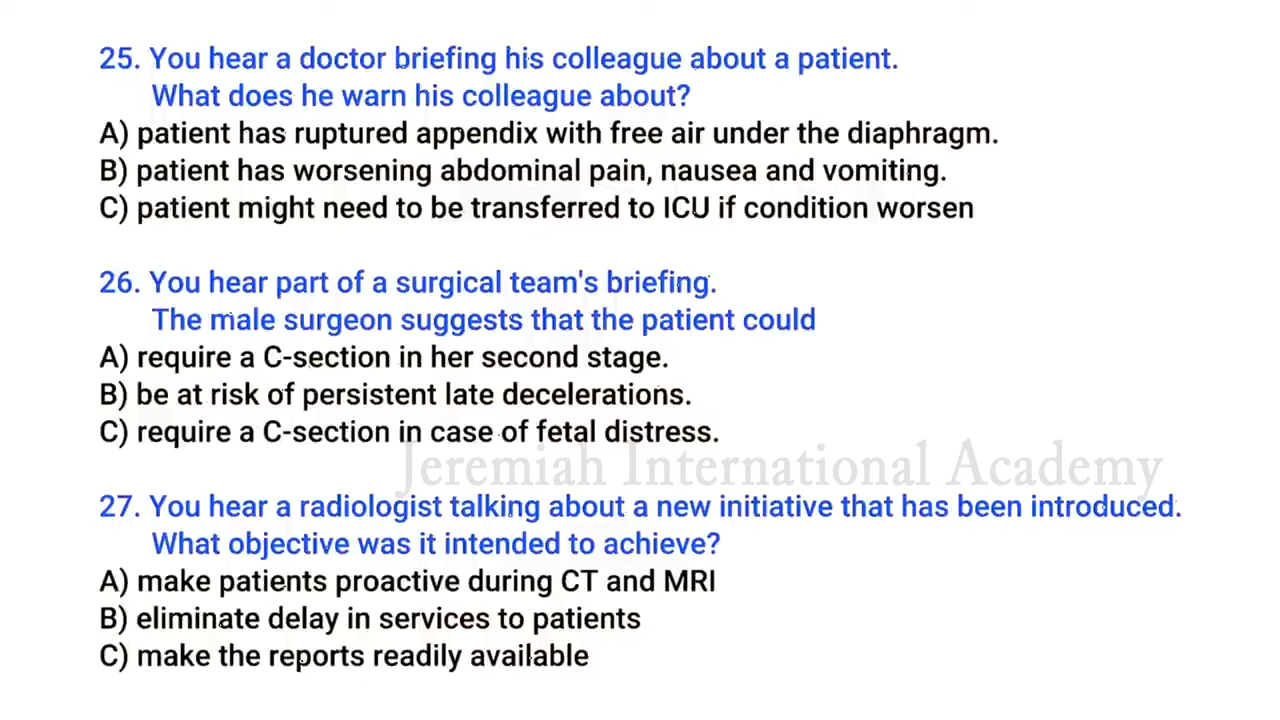 25. You hear a doctor briefing his colleague about a patient.
What does he warn his colleague about?
A) patient has ruptured appendix with free air under the diaphragm.
B) patient has worsening abdominal pain, nausea and vomiting.
C) patient might need to be transferred to ICU if condition worsen
26. You hear part of a surgical team's briefing.
The male surgeon suggests that the patient could
A) require a C-section in her second stage.
B) be at risk of persistent late decelerations.
C) require a C-section in case of fetal distress.
Jeremiah International Academy
27. You hear a radiologist talking about a new initiative that has been introduced.
What objective was it intended to achieve?
A) make patients proactive during CT and MRI
B) eliminate delay in services to patients
C) make the reports readily available